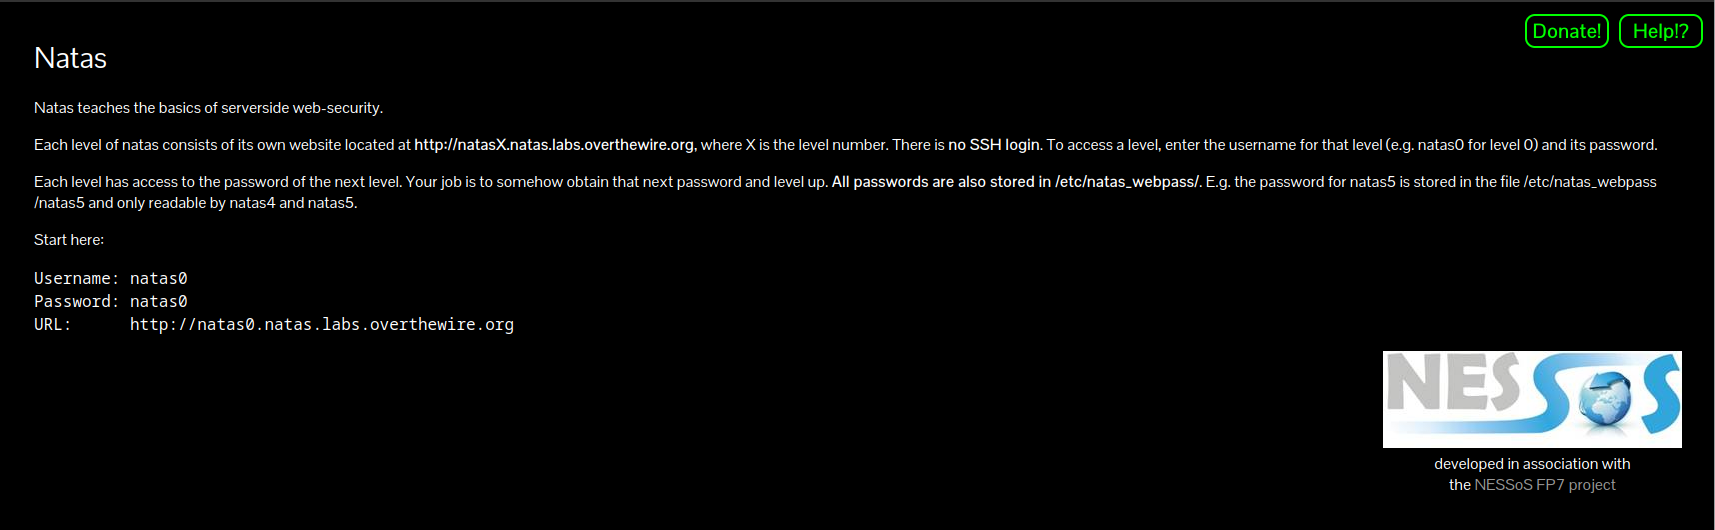 Donate! Help!?
Natas
Natas teaches the basics of serverside web-security.
Each level of natas consists of its own website located at http://natasX.natas.labs.overthewire.org, where X is the level number. There is no SSH login. To access a level, enter the username for that level (e.g. natas0 for level 0) and its password.
Each level has access to the password of the next level. Your job is to somehow obtain that next password and level up. All passwords are also stored in /etc/natas_webpass/. E.g. the password for natas5 is stored in the file /etc/natas_webpass
/natas5 and only readable by natas4 and natas5.
Start here:
Username: natas0
Password: natas0
URL: http://natas0.natas.labs.overthewire.org
NESSOS
developed in association with
the NESSoS FP7 project